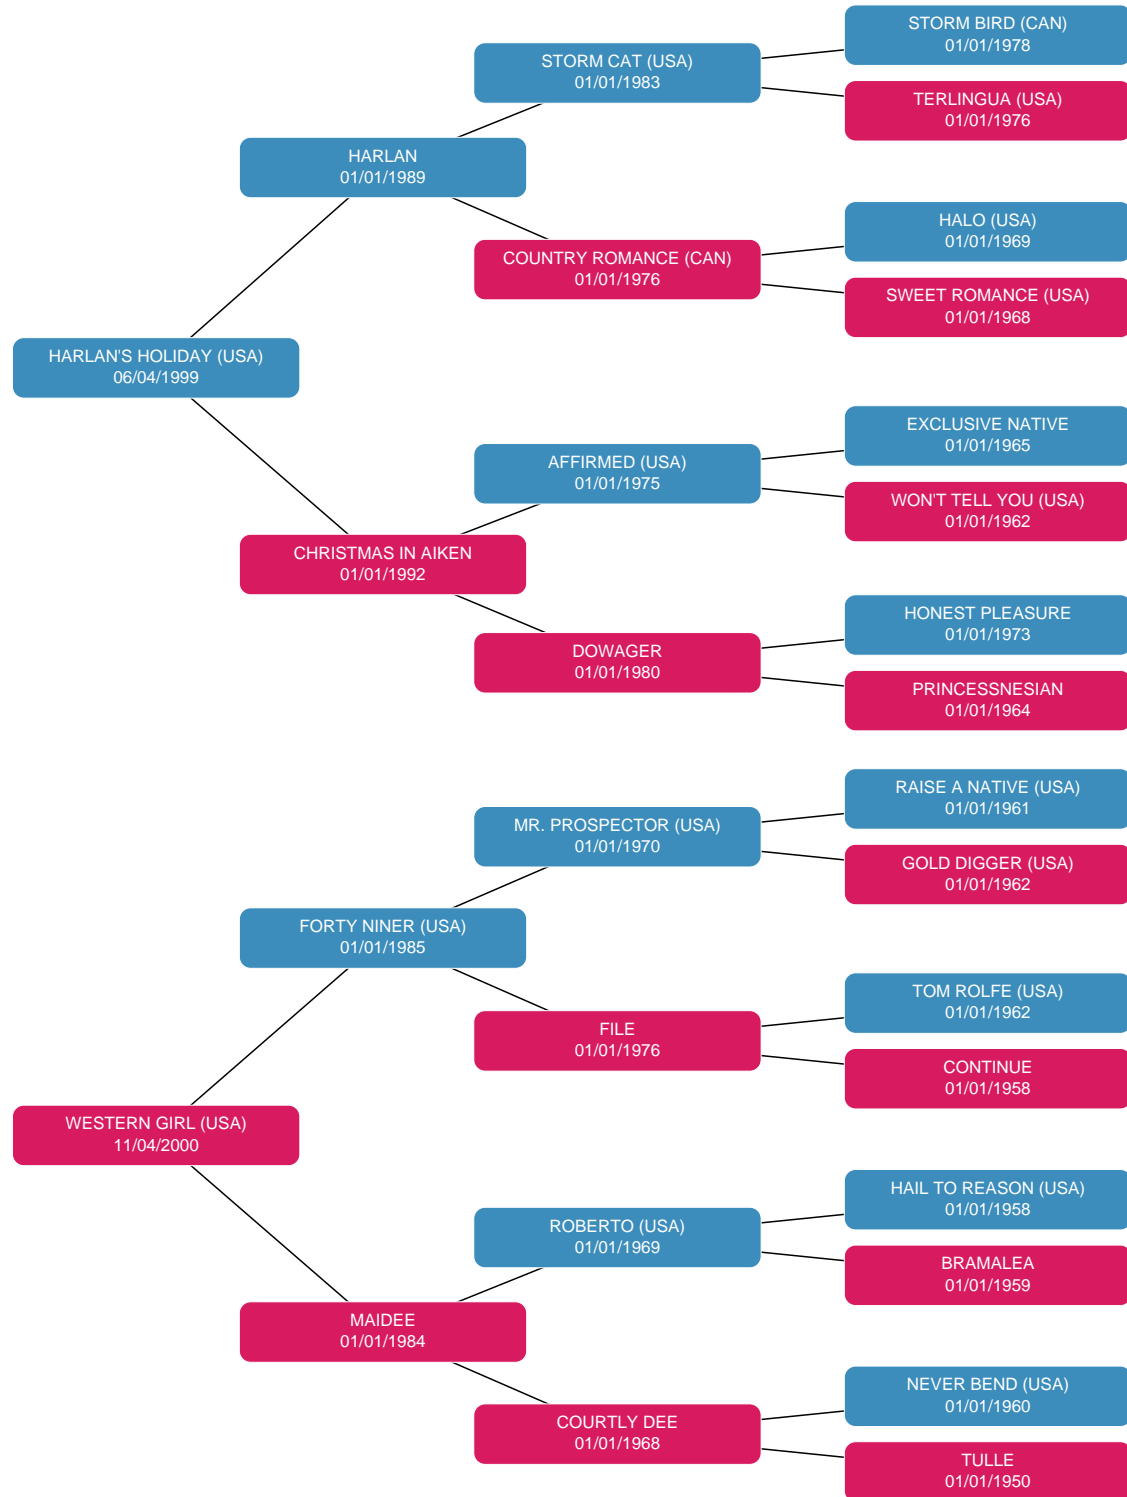 STORM BIRD (CAN)
01/01/1978
STORM CAT (USA)
01/01/1983
TERLINGUA (USA)
01/01/1976
HARLAN
01/01/1989
HALO (USA)
01/01/1969
COUNTRY ROMANCE (CAN)
01/01/1976
SWEET ROMANCE (USA)
01/01/1968
HARLAN'S HOLIDAY (USA)
06/04/1999
EXCLUSIVE NATIVE
01/01/1965
AFFIRMED (USA)
01/01/1975
WON'T TELL YOU (USA)
01/01/1962
CHRISTMAS IN AIKEN
01/01/1992
HONEST PLEASURE
01/01/1973
DOWAGER
01/01/1980
PRINCESSNESIAN
01/01/1964
RAISE A NATIVE (USA)
01/01/1961
MR. PROSPECTOR (USA)
01/01/1970
GOLD DIGGER (USA)
01/01/1962
FORTY NINER (USA)
01/01/1985
TOM ROLFE (USA)
01/01/1962
FILE
01/01/1976
CONTINUE
01/01/1958
WESTERN GIRL (USA)
11/04/2000
HAIL TO REASON (USA)
01/01/1958
ROBERTO (USA)
01/01/1969
BRAMALEA
01/01/1959
MAIDEE
01/01/1984
NEVER BEND (USA)
01/01/1960
COURTLY DEE
01/01/1968
TULLE
01/01/1950